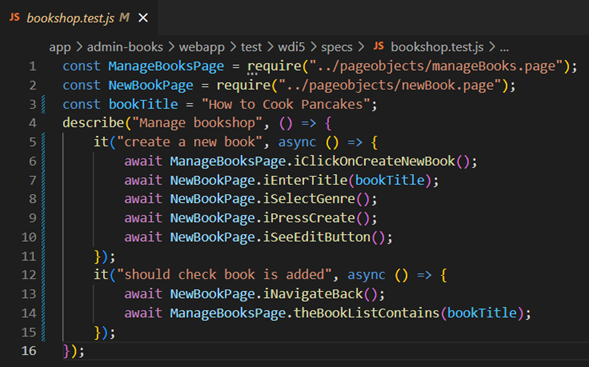 JS bookshop.test.js M ×
app > admin-books > webapp > test > wdi5 > specs > JS bookshop.test.js > ...
1 const ManageBooksPage = require("../pageobjects/manageBooks.page");
2 const NewBookPage = require("../pageobjects/newBook.page");
3 const bookTitle = "How to Cook Pancakes";
4 describe("Manage bookshop", () => {
5 it("create a new book", async () => {
6 await ManageBooksPage.iClickOnCreateNewBook();
7 await NewBookPage.iEnterTitle(bookTitle);
8 await NewBookPage.iSelectGenre();
9 await NewBookPage.iPressCreate();
10 await NewBookPage.iSeeEditButton();
11 });
12 it("should check book is added", async () => {
13 await NewBookPage.iNavigateBack();
14 await ManageBooksPage.theBookListContains(bookTitle);
15 });
16 });